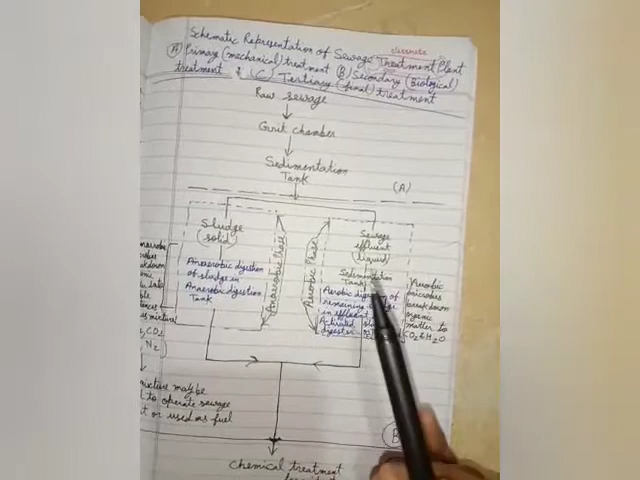 Schematic Representation of Sewage Treatment Plant
(A) Primary (mechanical) treatment (B) Secondary (Biological)
treatment & (C) Tertiary (final) treatment
Raw sewage
Grit chamber
Sedimentation
Tank
(A)
Sludge
(solid)
Anaerobic digestion
of sludge in
Anaerobic digestion
Tank
Anaerobic Phase
Aerobic Phase
Sewage
effluent
(liquid)
Sedimentation
Tank
Aerobic digestion of
remaining
in effluent
Activated
digester
Aerobic
microbes
breakdown
organic
matter to
CO2 & H2O
CO2
N2
mixture may be
to operate sewage
or used as fuel
B
Chemical treatment